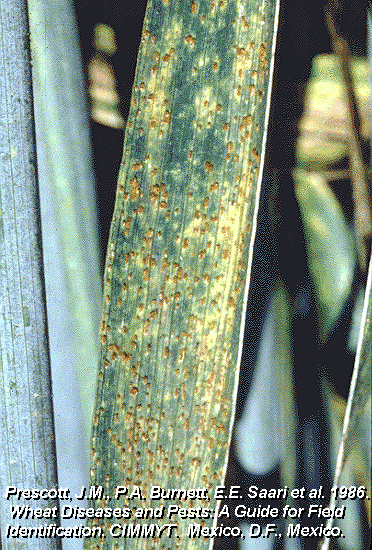 Prescott, J.M., P.A. Burnett, E.E. Saari et al. 1986.
Wheat Diseases and Pests: A Guide for Field
Identification. CIMMYT. Mexico, D.F., Mexico.